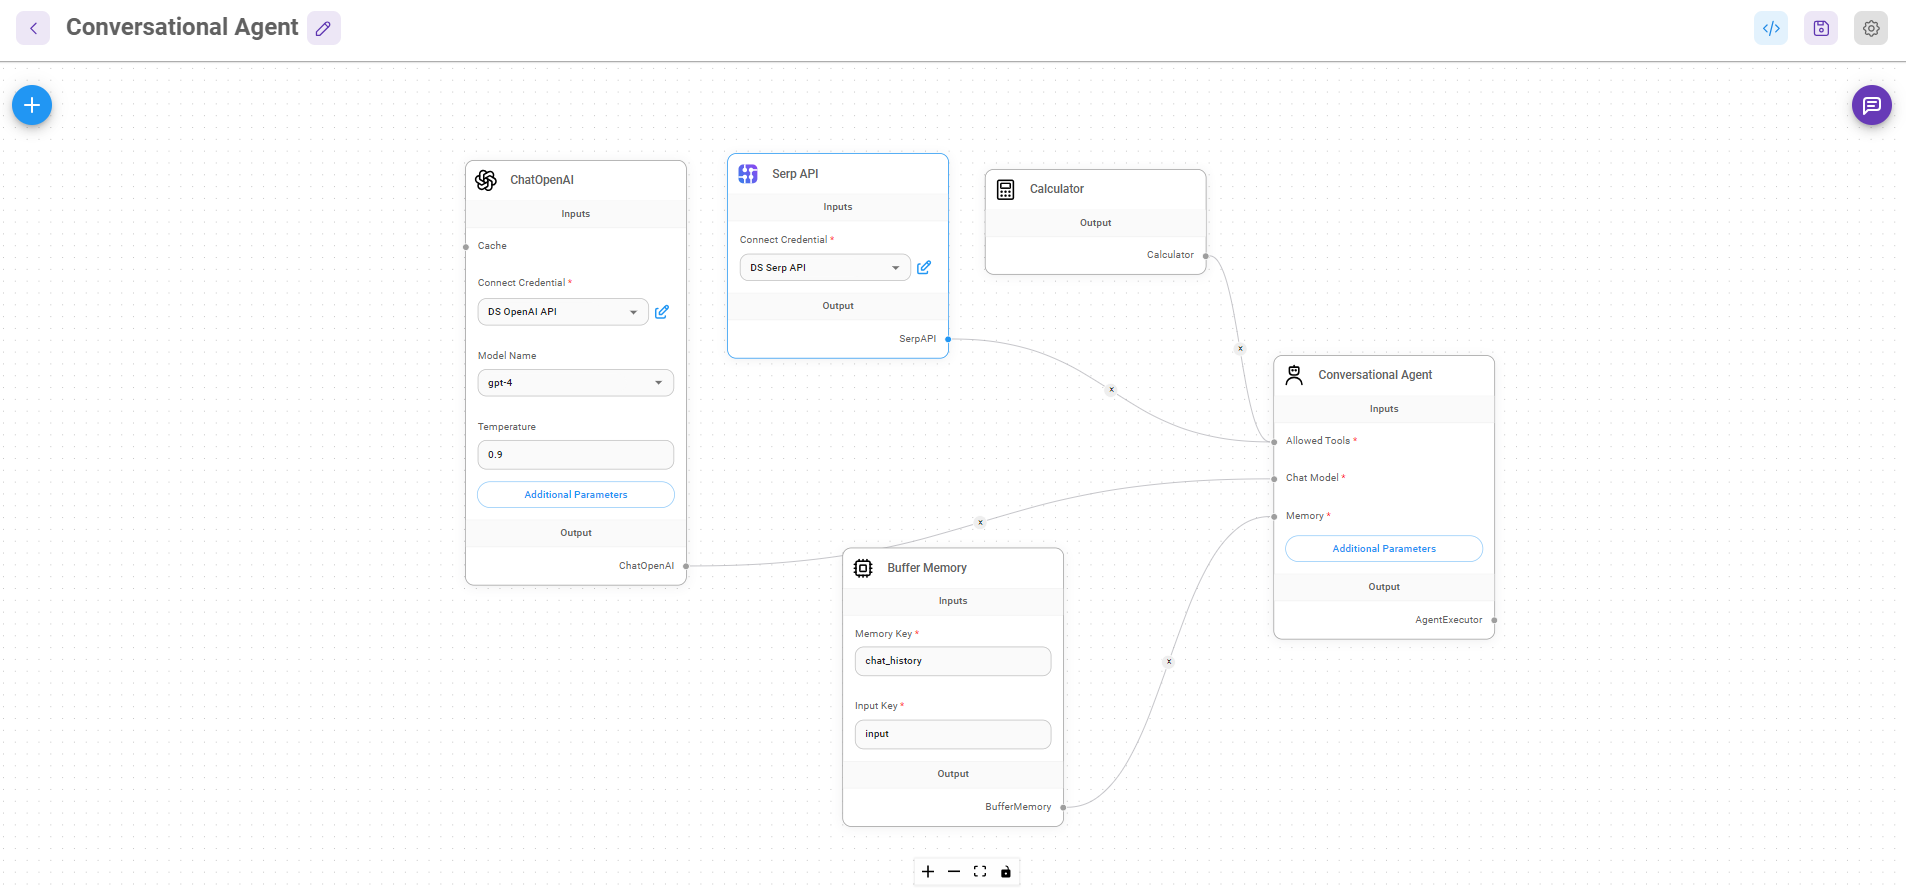 Conversational Agent
ChatOpenAI
Inputs
Cache
Connect Credential *
DS OpenAI API
Model Name
gpt-4
Temperature
0.9
Additional Parameters
Output
ChatOpenAI
Serp API
Inputs
Connect Credential *
DS Serp API
Output
SerpAPI
Calculator
Output
Calculator
Buffer Memory
Inputs
Memory Key *
chat_history
Input Key *
input
Output
BufferMemory
Conversational Agent
Inputs
Allowed Tools *
Chat Model *
Memory *
Additional Parameters
Output
AgentExecutor